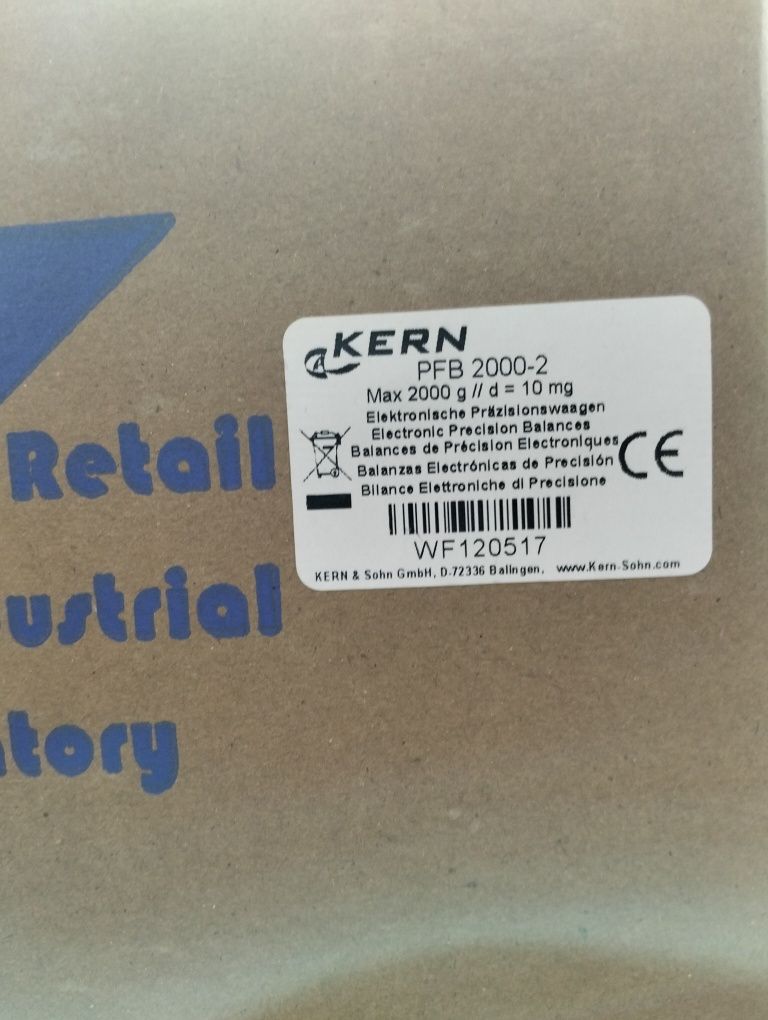 KERN
PFB 2000-2
Max 2000 g // d = 10 mg
Elektronische Präzisionswaagen
Electronic Precision Balances
Balances de Précision Electroniques
Balanzas Electrónicas de Precisión
Bilance Elettroniche di Precisione
CE
WF120517
KERN & Sohn GmbH, D-72336 Balingen, www.Kern-Sohn.com
Retail
ustrial
tory